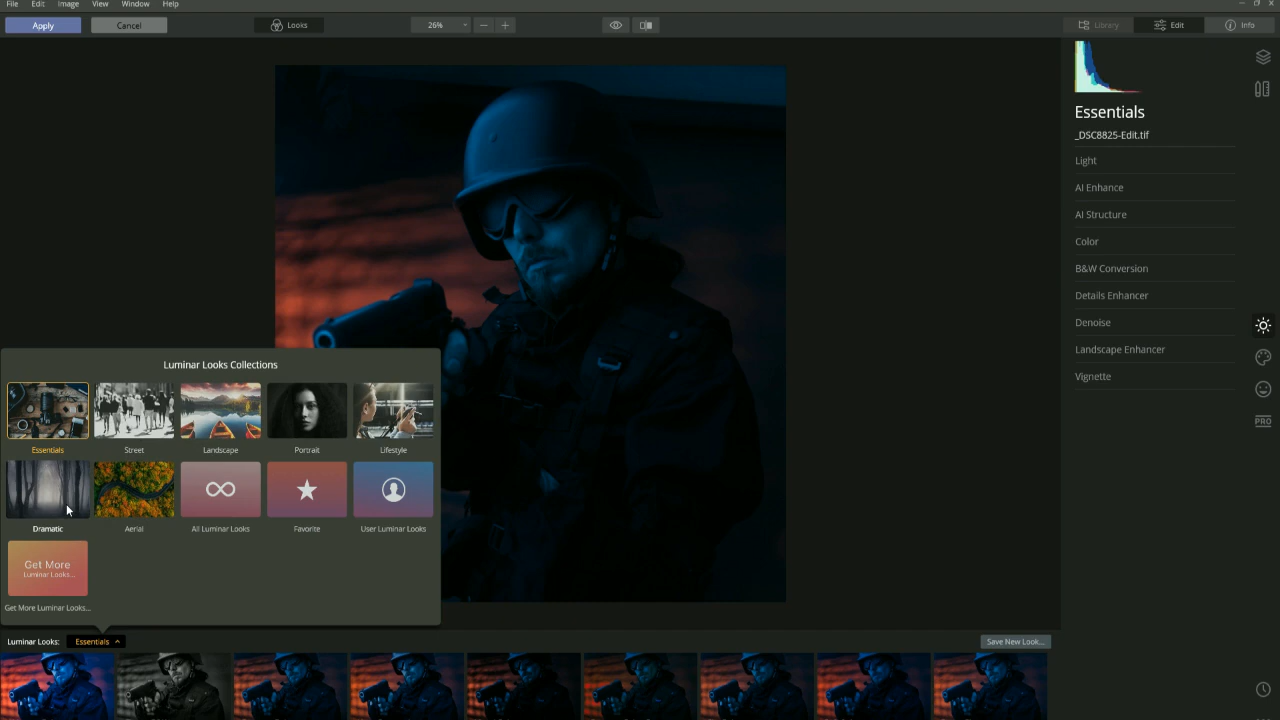 File Edit Image View Window Help
Apply Cancel Looks 26% Library Edit Info
Essentials
_DSC8825-Edit.tif
Light
AI Enhance
AI Structure
Color
B&W Conversion
Details Enhancer
Denoise
Landscape Enhancer
Vignette
PRO
Luminar Looks Collections
Essentials Street Landscape Portrait Lifestyle
Dramatic Aerial All Luminar Looks Favorite User Luminar Looks
Get More
Luminar Looks...
Get More Luminar Looks...
Luminar Looks: Essentials Save New Look...